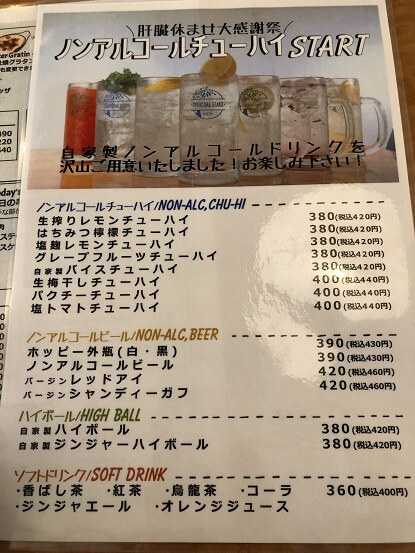 肝臓休ませ大感謝祭
ノンアルコールチューハイSTART
自家製ノンアルコールドリンクを
沢山ご用意いたしました!お楽しみ下さい!
ノンアルコールチューハイ/NON-ALC,CHU-HI
生搾りレモンチューハイ 380(税込420円)
はちみつ檸檬チューハイ 380(税込420円)
塩麹レモンチューハイ 380(税込420円)
グレープフルーツチューハイ 380(税込420円)
自家製バイスチューハイ 380(税込420円)
生梅干しチューハイ 400(税込440円)
パクチーチューハイ 400(税込440円)
塩トマトチューハイ 400(税込440円)
ノンアルコールビール/NON-ALC,BEER
ホッピー外瓶(白・黒) 390(税込430円)
ノンアルコールビール 390(税込430円)
バージンレッドアイ 420(税込460円)
バージンシャンディーガフ 420(税込460円)
ハイボール/HIGH BALL
自家製ハイボール 380(税込420円)
自家製ジンジャーハイボール 380(税込420円)
ソフトドリンク/SOFT DRINK
・香ばし茶 ・紅茶 ・烏龍茶 ・コーラ 360(税込400円)
・ジンジャエール ・オレンジジュース